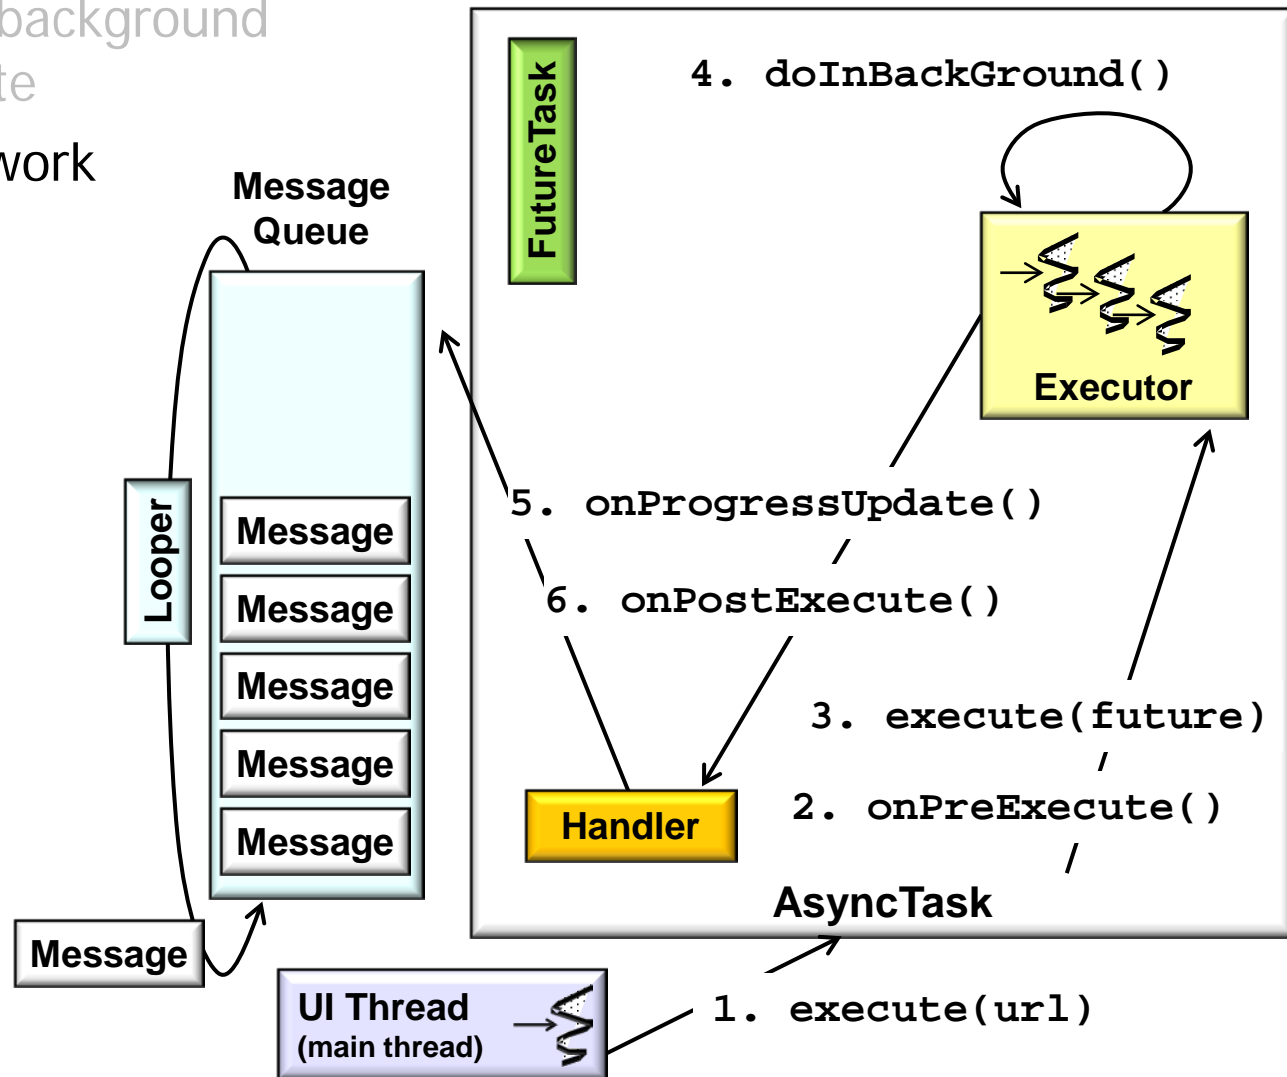 background
te
work
Message
Queue
FutureTask
4. doInBackGround()
Executor
Looper
Message
Message
Message
Message
Message
Message
5. onProgressUpdate()
6. onPostExecute()
3. execute(future)
2. onPreExecute()
Handler
AsyncTask
UI Thread
(main thread)
1. execute(url)